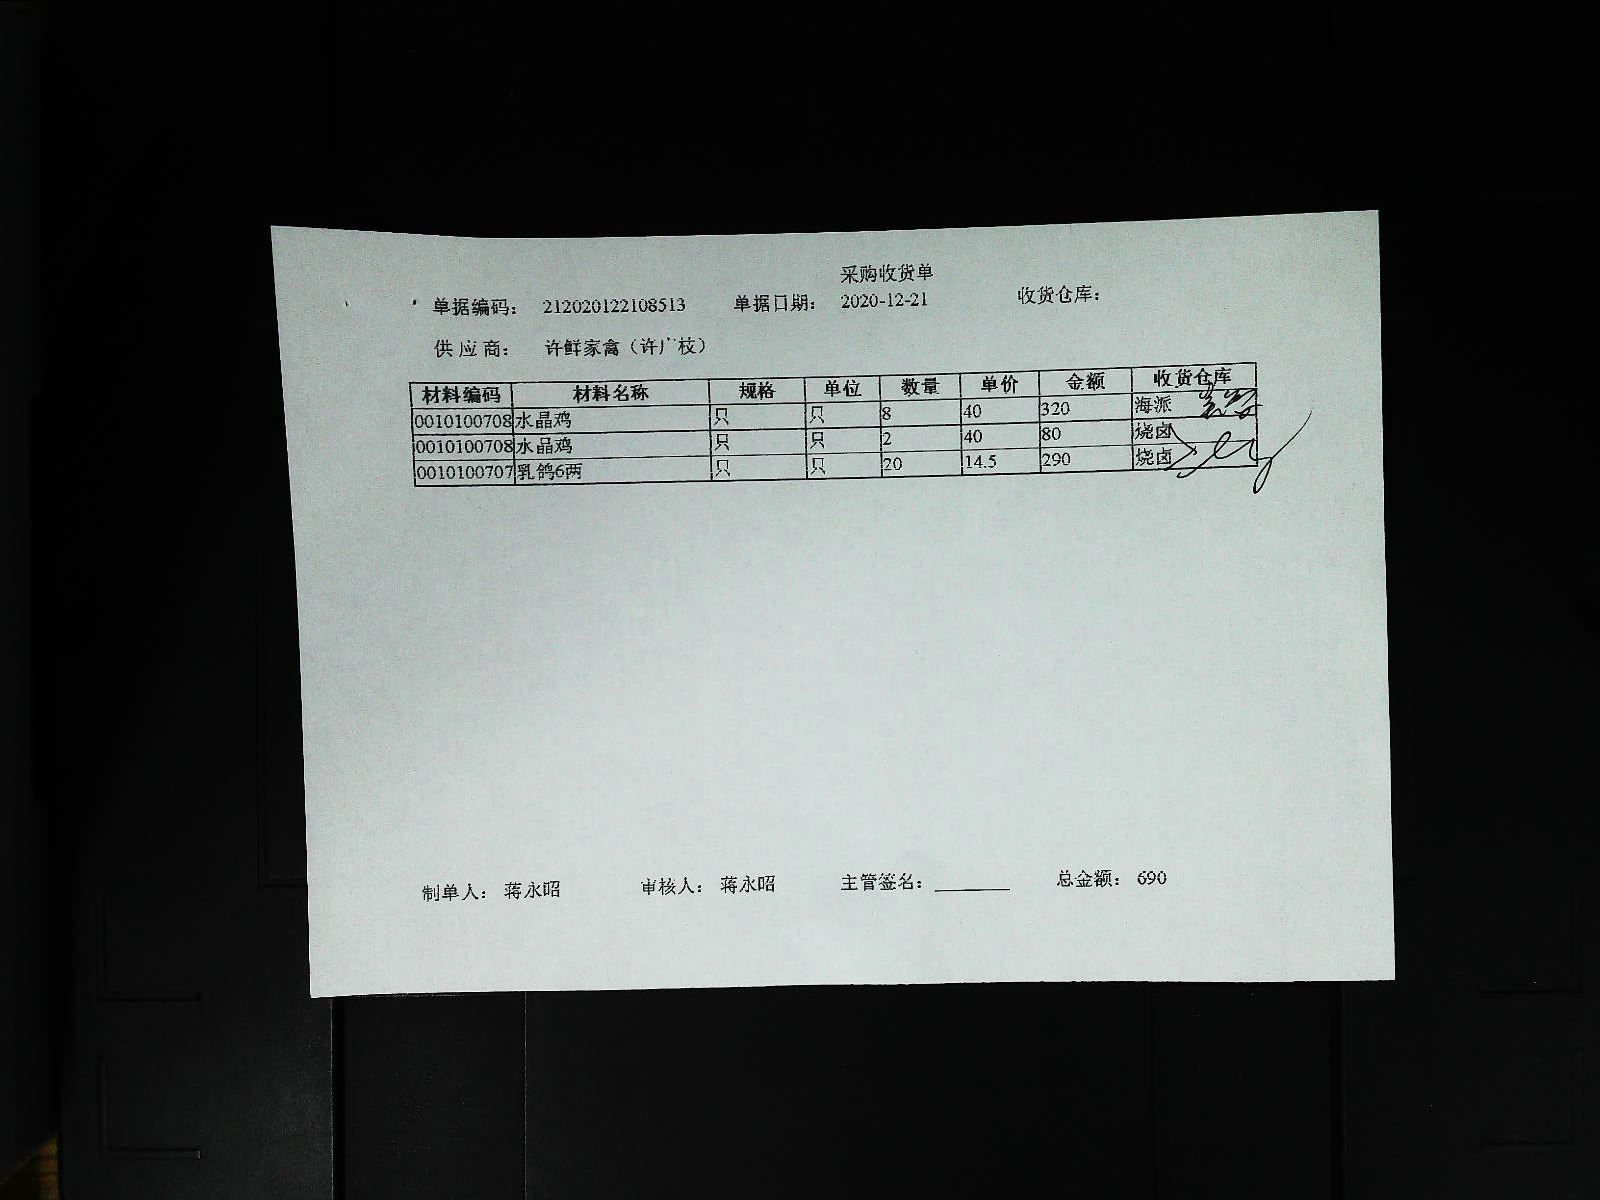 采购收货单
单据编码： 212020122108513 单据日期： 2020-12-21 收货仓库：
供 应 商： 许鲜家禽（许广枝）
材料编码 材料名称 规格 单位 数量 单价 金额 收货仓库
0010100708 水晶鸡 只 只 8 40 320 海派
0010100708 水晶鸡 只 只 2 40 80 烧卤
0010100707 乳鸽6两 只 只 20 14.5 290 烧卤
制单人： 蒋永昭 审核人： 蒋永昭 主管签名： 总金额： 690